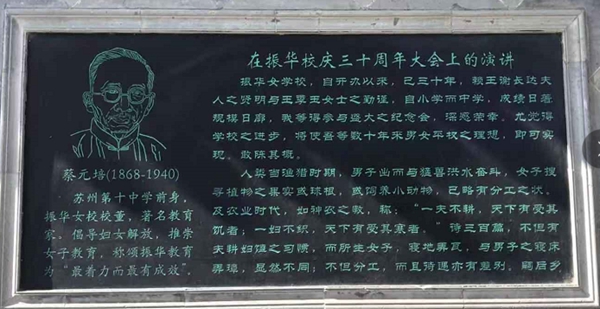 在振华校庆三十周年大会上的演讲
振华女学校，自开办以来，已三十年，赖王谢长达夫
人之贤明与王季玉女士之勤谨，自小学而中学，成绩日着
规模日廓，我等得参与盛大之纪念会，深感荣幸。尤觉得
学校之进步，将使吾等数十年来男女平权之理想，即可实
现。敢陈其概。
人类当渔猎时期，男子出而与猛兽洪水奋斗，女子搜
寻植物之果实或球根，或饲养小动物，已略有分工之状。
及农业时代，如神农之教，称：“一夫不耕，天下有受其
饥者；一妇不织，天下有受其寒者。”诗三百篇，不但有
夫耕妇馌之习惯，而所生女子，寝地弄瓦，与男子之寝床
弄璋，显然不同；不但分工，而且待遇亦有差别。嗣后乡
蔡元培(1868-1940)
苏州第十中学前身，
振华女校校董，著名教育
家。倡导妇女解放，推崇
女子教育，称颂振华教育
为“最着力而最有成效”。